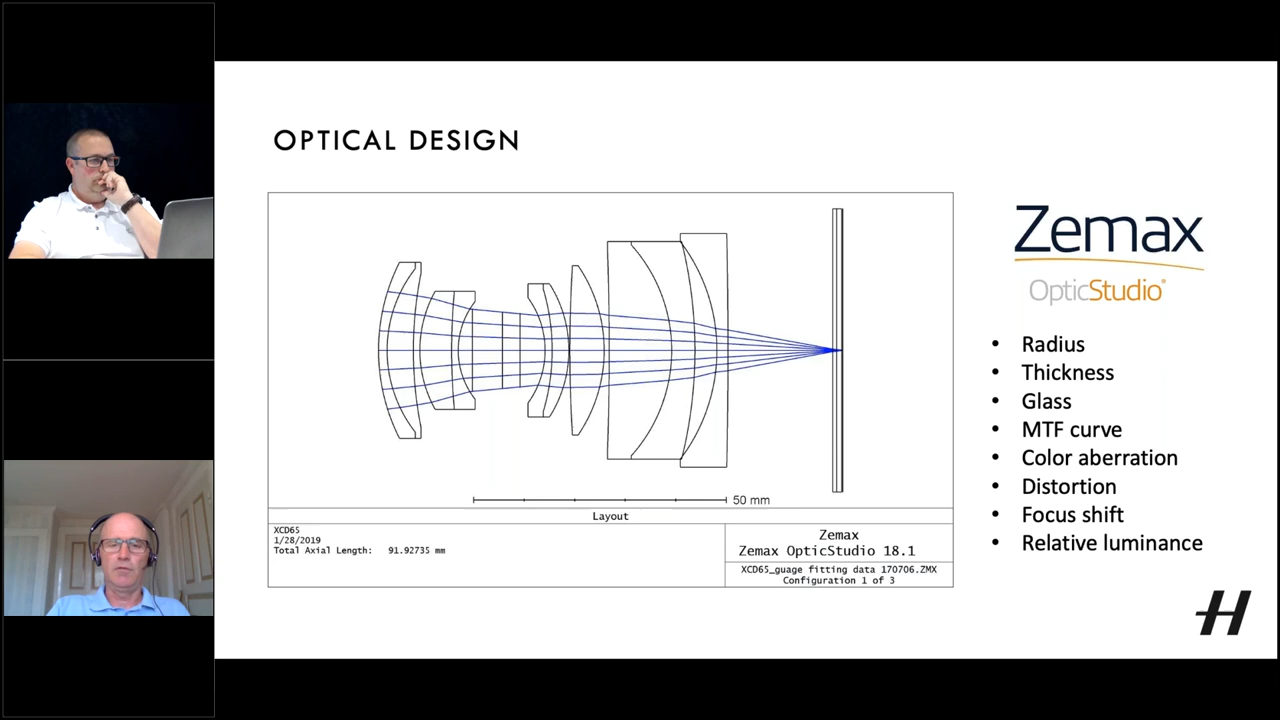 OPTICAL DESIGN
50 mm
Layout
XCD65
1/28/2019
Total Axial Length: 91.92735 mm
Zemax
Zemax OpticStudio 18.1
XCD65_guage fitting data 170706.ZMX
Configuration 1 of 3
Zemax
OpticStudio®
• Radius
• Thickness
• Glass
• MTF curve
• Color aberration
• Distortion
• Focus shift
• Relative luminance
H